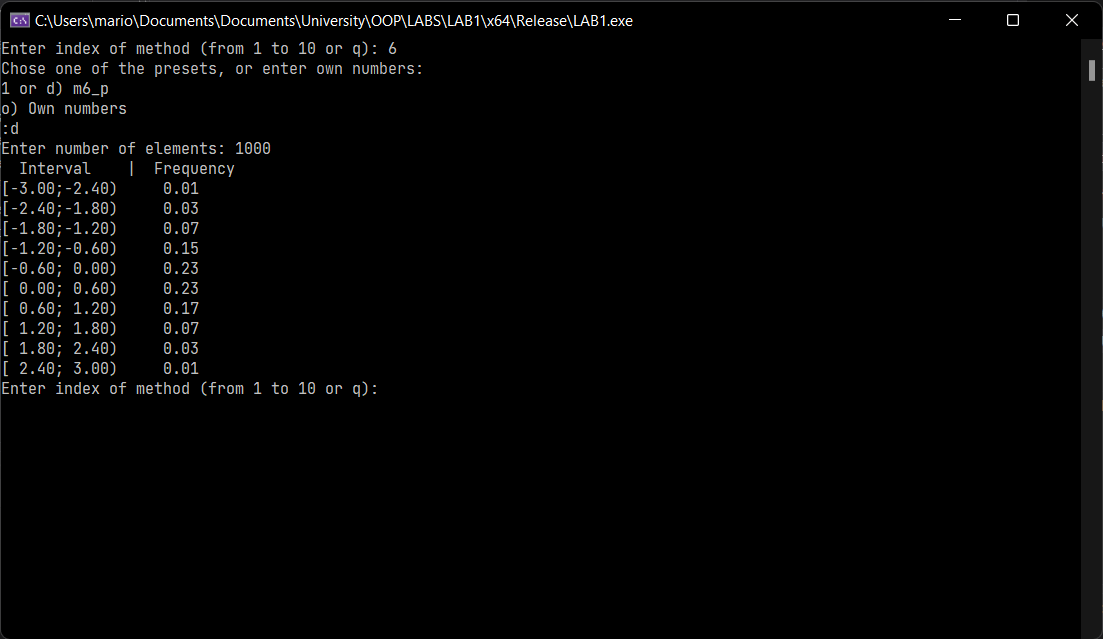 C:\Users\mario\Documents\Documents\University\OOP\LABS\LAB1\x64\Release\LAB1.exe
Enter index of method (from 1 to 10 or q): 6
Chose one of the presets, or enter own numbers:
1 or d) m6_p
o) Own numbers
:d
Enter number of elements: 1000
  Interval    |  Frequency
[-3.00;-2.40)     0.01
[-2.40;-1.80)     0.03
[-1.80;-1.20)     0.07
[-1.20;-0.60)     0.15
[-0.60; 0.00)     0.23
[ 0.00; 0.60)     0.23
[ 0.60; 1.20)     0.17
[ 1.20; 1.80)     0.07
[ 1.80; 2.40)     0.03
[ 2.40; 3.00)     0.01
Enter index of method (from 1 to 10 or q):